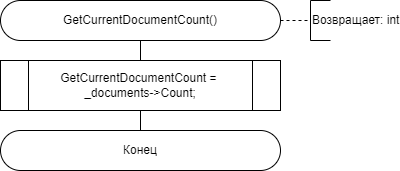 GetCurrentDocumentCount()
Возвращает: int
GetCurrentDocumentCount =
_documents->Count;
Конец